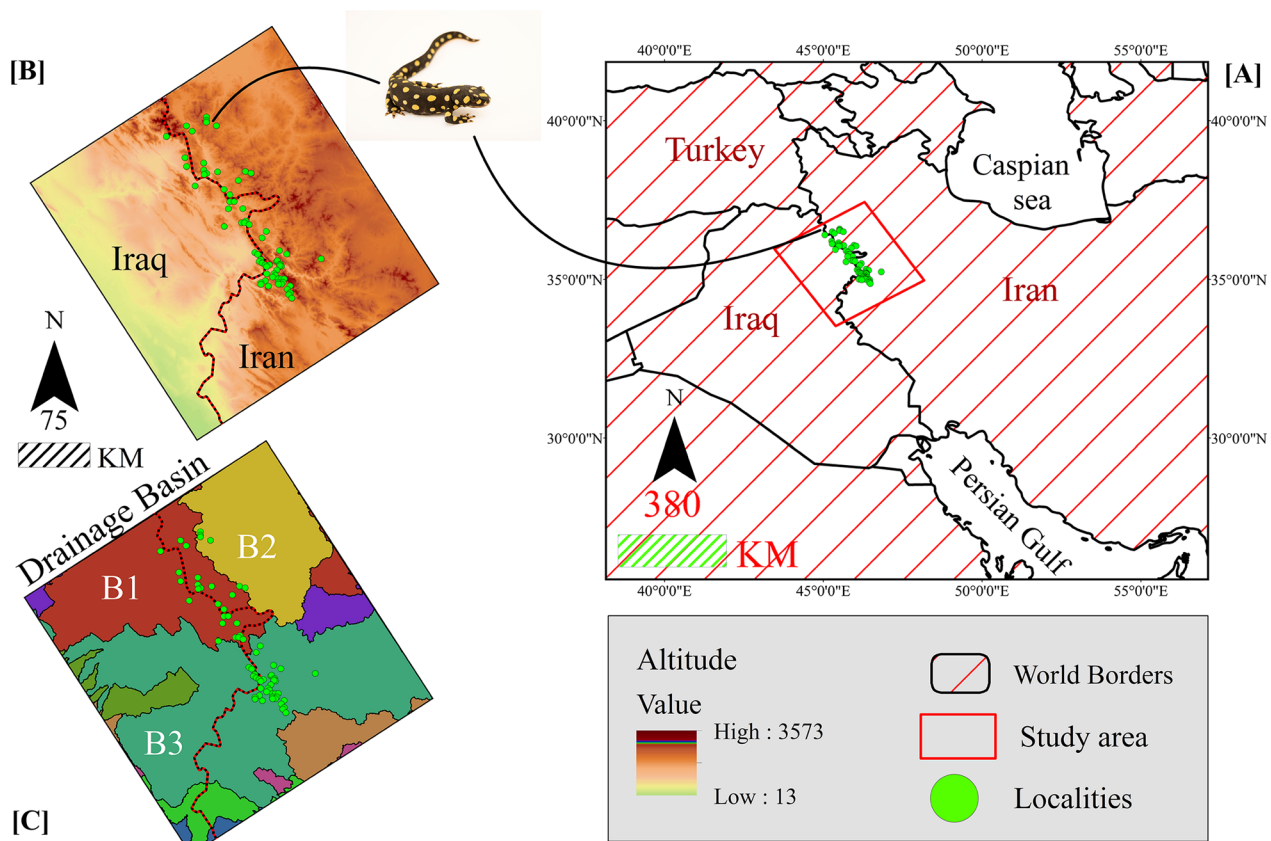 [B]
Iraq
Iran
N
75
KM
Drainage Basin
B1
B2
B3
[C]
[A]
40°0'0"E
45°0'0"E
50°0'0"E
55°0'0"E
40°0'0"N
40°0'0"N
35°0'0"N
35°0'0"N
30°0'0"N
30°0'0"N
Turkey
Caspian
sea
Iraq
Iran
N
380
KM
Persian Gulf
40°0'0"E
45°0'0"E
50°0'0"E
55°0'0"E
Altitude
Value
High : 3573
Low : 13
World Borders
Study area
Localities